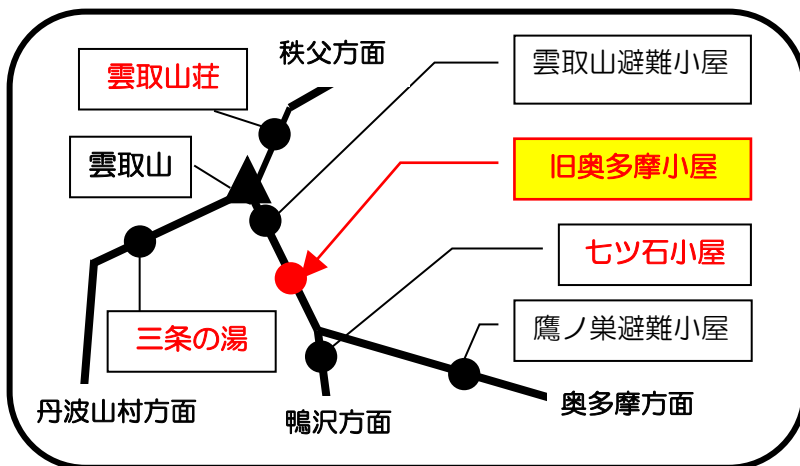 秩父方面
雲取山荘
雲取山避難小屋
雲取山
旧奥多摩小屋
七ツ石小屋
三条の湯
鷹ノ巣避難小屋
丹波山村方面
鴨沢方面
奥多摩方面